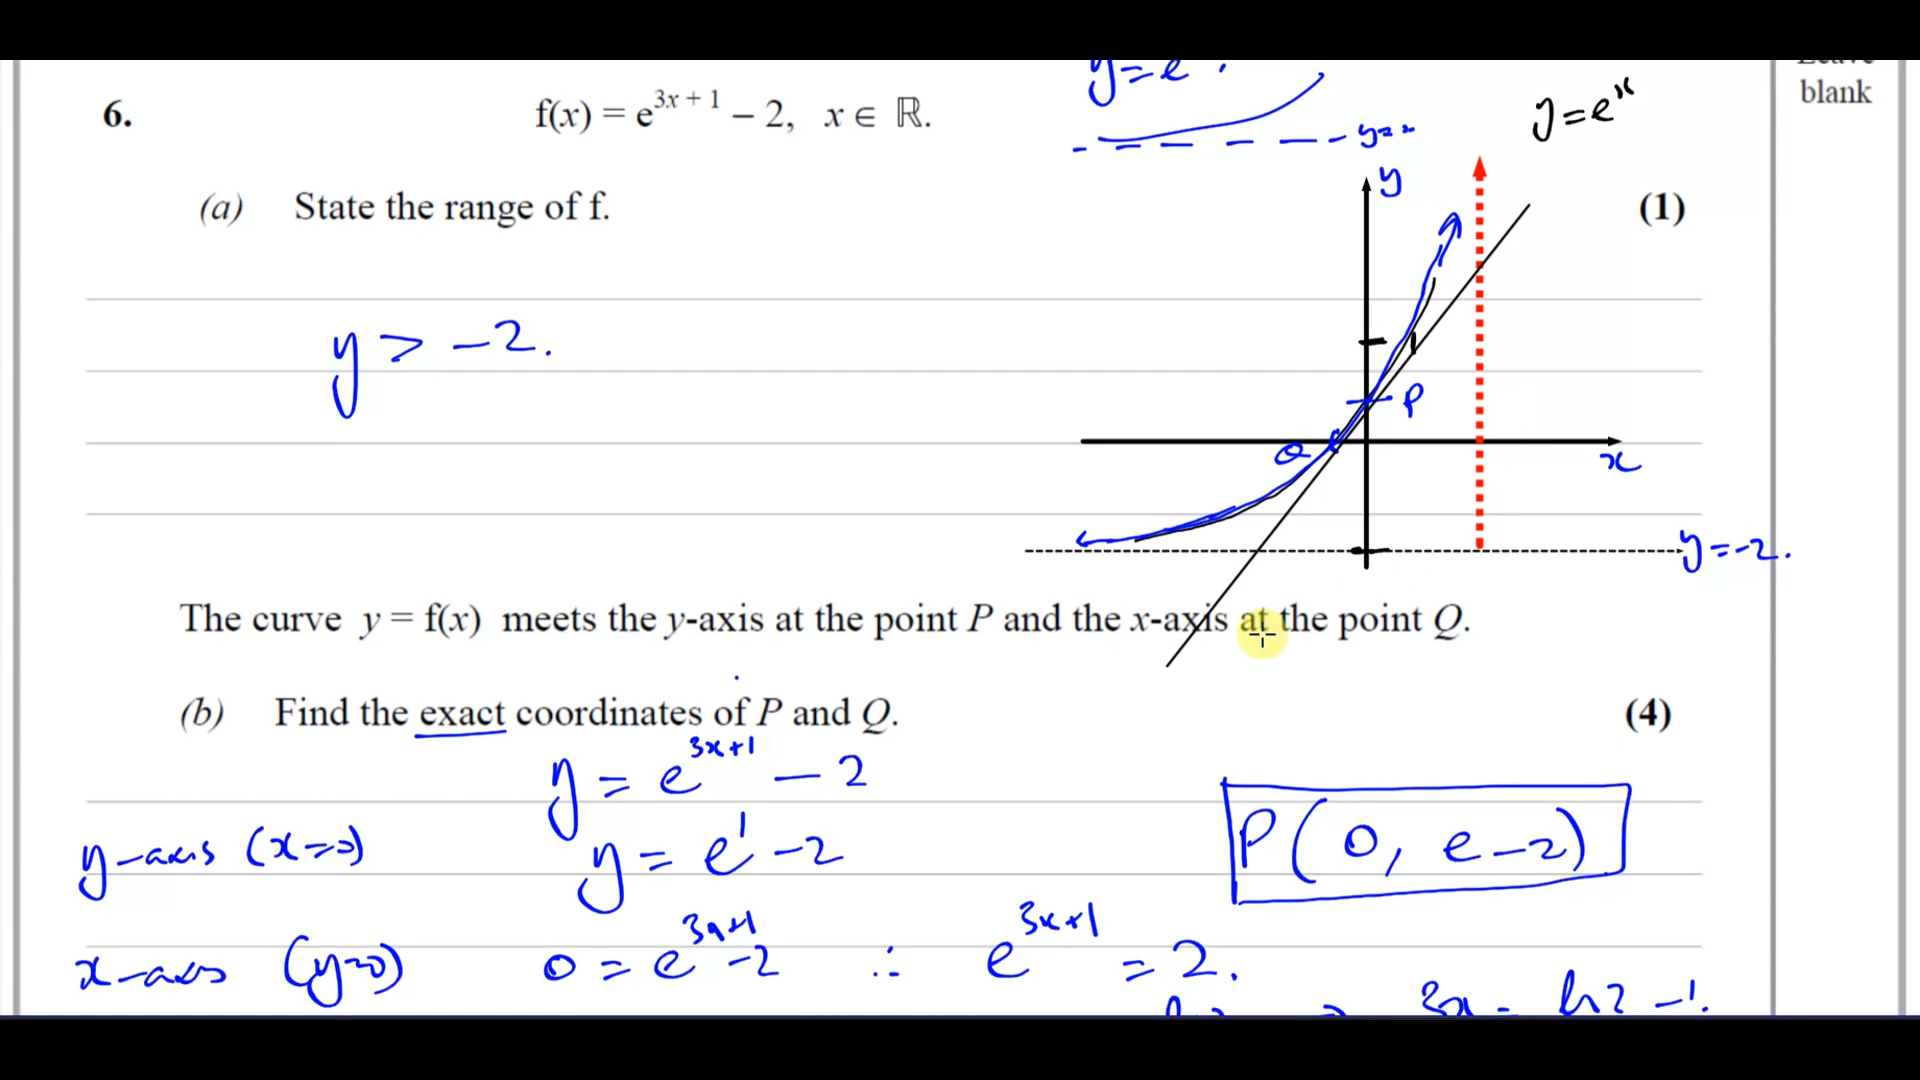 blank
6. f(x) = e^{3x + 1} – 2, x ∈ ℝ.
y = e
y = e^x
y
(a) State the range of f. (1)
y > -2.
P
Q
x
y = -2.
The curve y = f(x) meets the y-axis at the point P and the x-axis at the point Q.
(b) Find the exact coordinates of P and Q. (4)
y = e^{3x+1} - 2
y-axis (x=0) y = e^1 - 2
P(0, e-2)
x-axis (y=0) 0 = e^{3x+1} - 2 ∴ e^{3x+1} = 2.
3x = ln2 - 1.